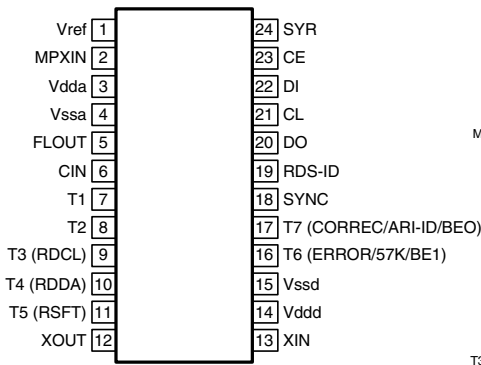 Vref 1 24 SYR
MPXIN 2 23 CE
Vdda 3 22 DI
Vssa 4 21 CL
FLOUT 5 20 DO
CIN 6 19 RDS-ID
T1 7 18 SYNC
T2 8 17 T7 (CORREC/ARI-ID/BEO)
T3 (RDCL) 9 16 T6 (ERROR/57K/BE1)
T4 (RDDA) 10 15 Vssd
T5 (RSFT) 11 14 Vddd
XOUT 12 13 XIN
M
T3